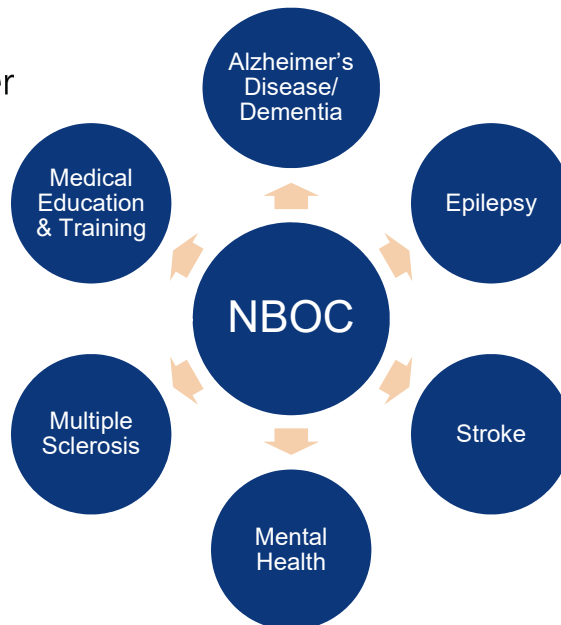 Alzheimer's
Disease/
Dementia
Medical
Education
& Training
Epilepsy
NBOC
Multiple
Sclerosis
Stroke
Mental
Health